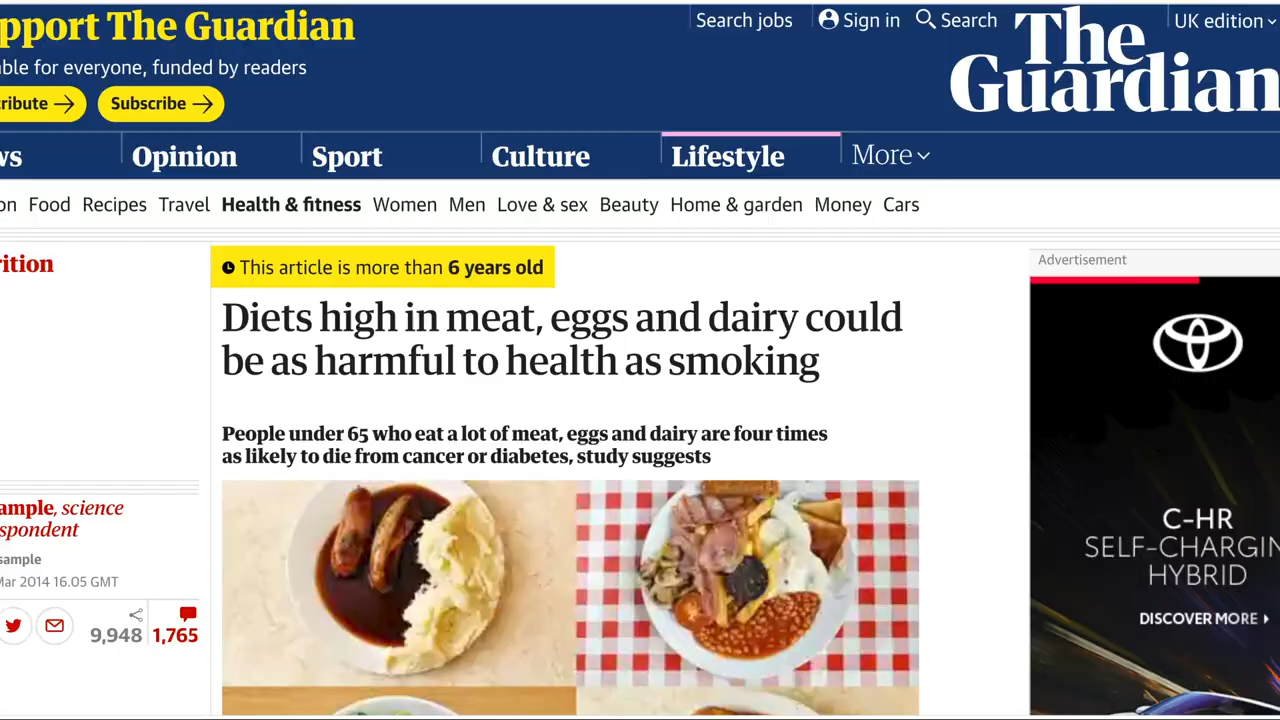 pport The Guardian
ble for everyone, funded by readers
ribute
Subscribe
Search jobs
Sign in
Search
UK edition
The
Guardian
ws
Opinion
Sport
Culture
Lifestyle
More
on
Food
Recipes
Travel
Health & fitness
Women
Men
Love & sex
Beauty
Home & garden
Money
Cars
rition
This article is more than 6 years old
Diets high in meat, eggs and dairy could
be as harmful to health as smoking
People under 65 who eat a lot of meat, eggs and dairy are four times
as likely to die from cancer or diabetes, study suggests
ample, science
spondent
sample
Mar 2014 16.05 GMT
9,948
1,765
Advertisement
C-HR
SELF-CHARGIN
HYBRID
DISCOVER MORE